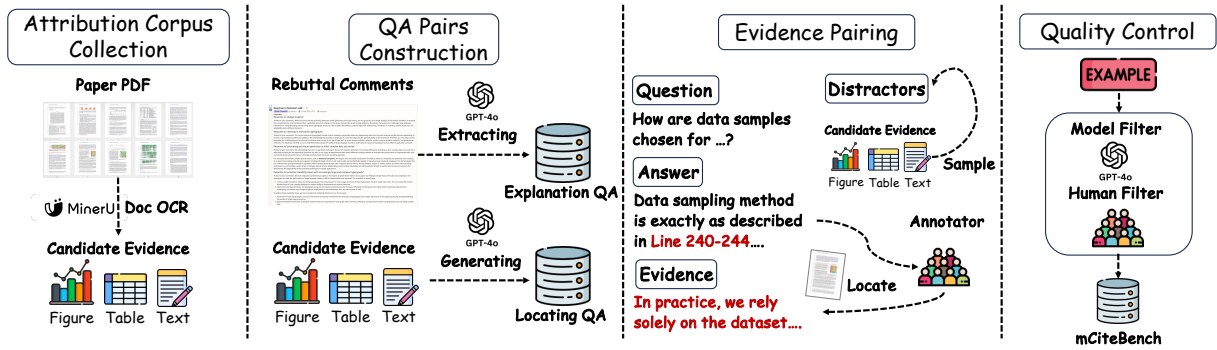 Attribution Corpus
Collection
Paper PDF
MinerU
Doc OCR
Candidate Evidence
Figure Table Text
QA Pairs
Construction
Rebuttal Comments
GPT-4o
Extracting
Explanation QA
Candidate Evidence
GPT-4o
Generating
Figure Table Text
Locating QA
Evidence Pairing
Question
How are data samples
chosen for ...?
Answer
Data sampling method
is exactly as described
in Line 240-244....
Evidence
In practice, we rely
solely on the dataset....
Distractors
Candidate Evidence
Figure Table Text
Sample
Annotator
Locate
Quality Control
EXAMPLE
Model Filter
GPT-4o
Human Filter
mCiteBench